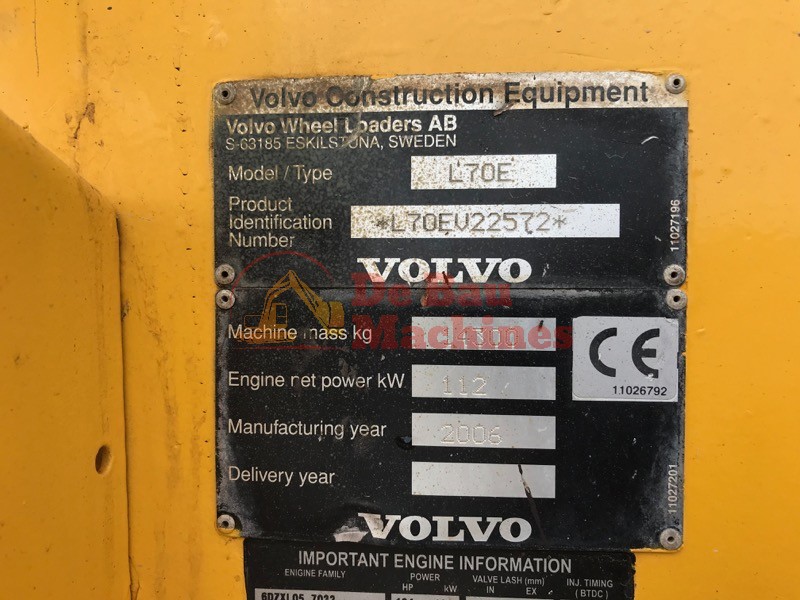 Volvo Construction Equipment
Volvo Wheel Loaders AB
S-63185 ESKILSTUNA, SWEDEN
Model / Type L70E
Product
Identification
Number
*L70EV22572*
11027196
VOLVO
De Bau
Machines
Machine mass kg 14300
Engine net power kW 112
CE
11026792
Manufacturing year 2006
Delivery year
11027201
VOLVO
IMPORTANT ENGINE INFORMATION
ENIGINE FAMILY POWER VALVE LASH (mm) INJ. TIMING
HP kW IN EX (BTDC)